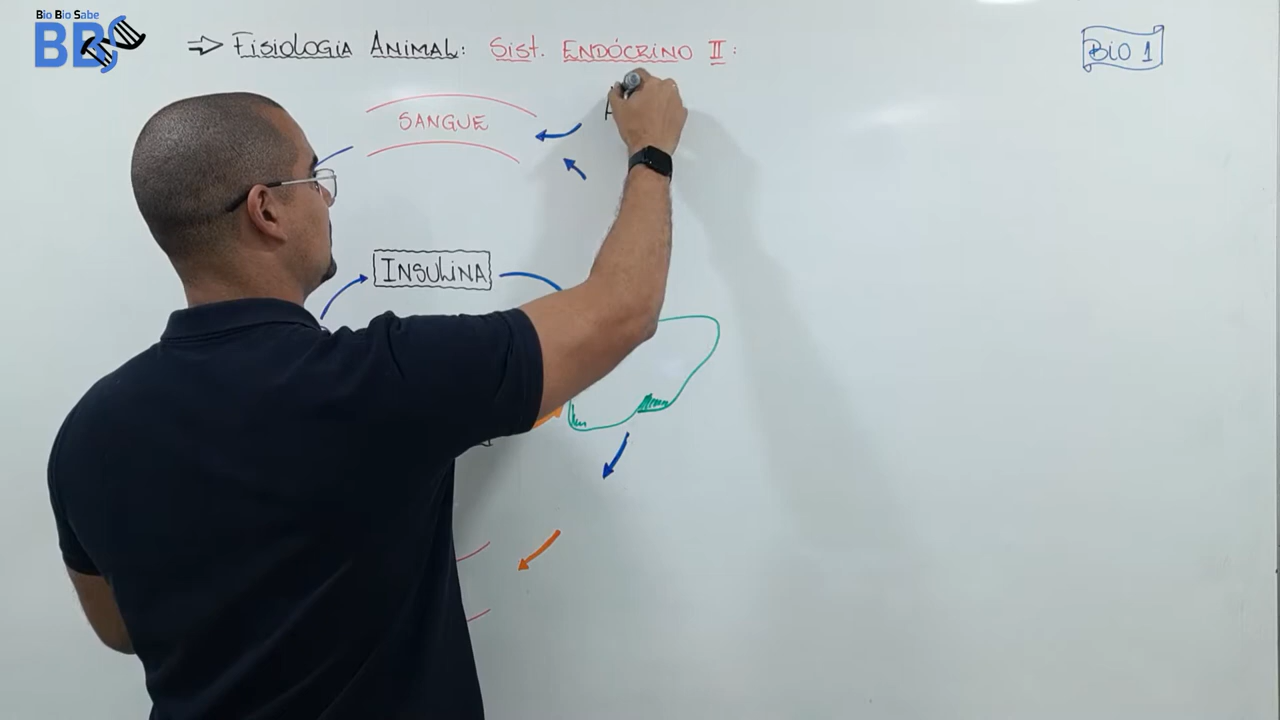 Bio Bio Sabe
BBS
⇒ FISIOLOGIA ANIMAL: SIST. ENDÓCRINO II:
BIO 1
SANGUE
INSULINA